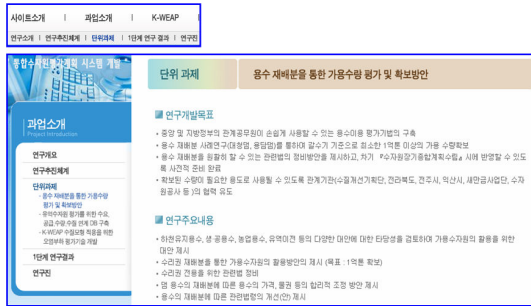 사이트소개 | 과업소개 | K-WEAP
연구소개 | 연구추진체계 | 단위과제 | 1단계 연구 결과 | 연구진
통합수자원평가계획 시스템 개발
과업소개
Project Introduction
연구개요
연구추진체계
단위과제
- 용수 재배분을 통한 가용수량
평가 및 확보방안
- 유역수자원 평가를 위한 수요,
공급,수량,수질 연계 DB 구축
- K-WEAP 수질모형 적용을 위한
오염부하 평가기술 개발
1단계 연구결과
연구진
단위 과제
용수 재배분을 통한 가용수량 평가 및 확보방안
연구개발목표
• 중앙 및 지방정부의 관계공무원이 손쉽게 사용할 수 있는 용수이용 평가기법의 구축
• 용수 재배분 사례연구(대청댐, 용담댐)를 통하여 갈수기 기준으로 최소한 1억톤 이상의 가용 수량확보
• 용수 재배분을 원활히 할 수 있는 관련법의 정비방안을 제시하고, 차기 『수자원장기종합계획수립』 시에 반영할 수 있도
록 사전적 준비 완료
• 확보된 수량이 필요한 용도로 사용될 수 있도록 관계기관(수질개선기획단, 전라북도, 전주시, 익산시, 새만금사업단, 수자
원공사 등)의 협력 유도
연구주요내용
• 하천유지용수, 생·공용수, 농업용수, 유역미전 등의 다양한 대안에 대한 타당성을 검토하여 가용수자원의 활용을 위한
대안 제시
• 수리권 재배분을 통한 가용수자원의 활용방안의 제시 (목표 : 1억톤 확보)
• 수리권 전용을 위한 관련법 정비
• 댐 용수의 재배분에 따른 용수의 가격, 물권 등의 합리적 조정 방안 제시
• 용수의 재배분에 따른 관련법령의 개선(안) 제시